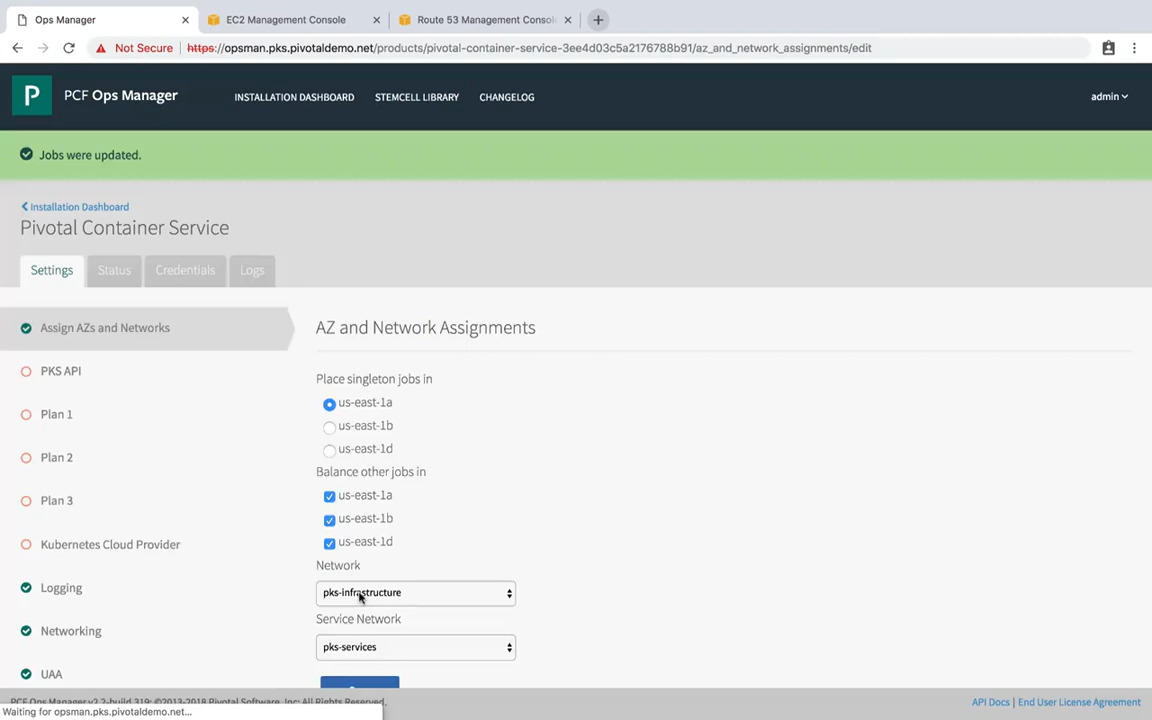 Ops Manager
EC2 Management Console
Route 53 Management Consol
Not Secure
https://opsman.pks.pivotaldemo.net/products/pivotal-container-service-3ee4d03c5a2176788b91/az_and_network_assignments/edit
P
PCF Ops Manager
INSTALLATION DASHBOARD
STEMCELL LIBRARY
CHANGELOG
admin
Jobs were updated.
Installation Dashboard
Pivotal Container Service
Settings
Status
Credentials
Logs
Assign AZs and Networks
PKS API
Plan 1
Plan 2
Plan 3
Kubernetes Cloud Provider
Logging
Networking
UAA
AZ and Network Assignments
Place singleton jobs in
us-east-1a
us-east-1b
us-east-1d
Balance other jobs in
us-east-1a
us-east-1b
us-east-1d
Network
pks-infrastructure
Service Network
pks-services
PCF Ops Manager v2.2-build.319; ©2013-2018 Pivotal Software, Inc; All Rights Reserved.
API Docs | End User License Agreement
Waiting for opsman.pks.pivotaldemo.net...